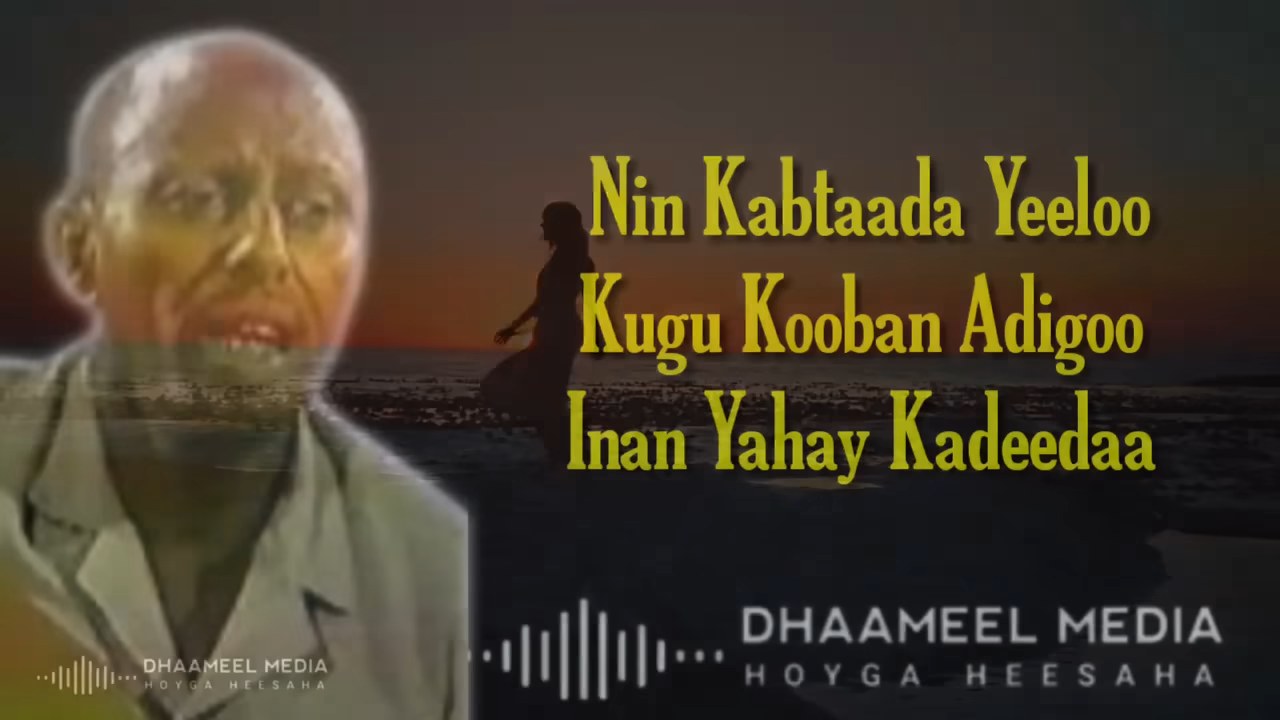 Nin Kabtaada Yeeloo
Kugu Kooban Adigoo
Inan Yahay Kadeedaa
DHAAMEEL MEDIA
HOYGA HEESAHA
DHAAMEEL MEDIA
HOYGA HEESAHA